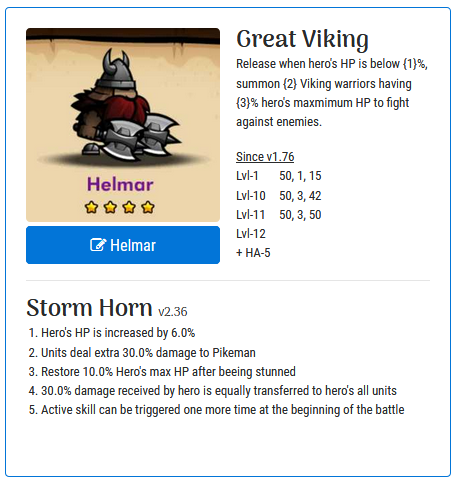 Great Viking
Release when hero's HP is below {1}%,
summon {2} Viking warriors having
{3}% hero's maxmimum HP to fight
against enemies.
Since v1.76
Lvl-1 50, 1, 15
Lvl-10 50, 3, 42
Lvl-11 50, 3, 50
Lvl-12
+ HA-5
Helmar
Helmar
Storm Horn v2.36
1. Hero's HP is increased by 6.0%
2. Units deal extra 30.0% damage to Pikeman
3. Restore 10.0% Hero's max HP after beeing stunned
4. 30.0% damage received by hero is equally transferred to hero's all units
5. Active skill can be triggered one more time at the beginning of the battle